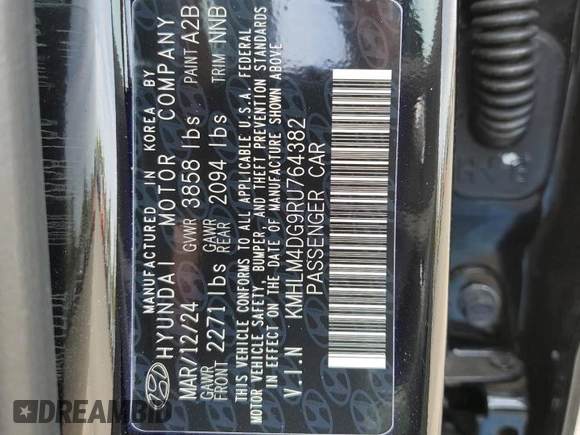 MANUFACTURED IN KOREA BY
HYUNDAI MOTOR COMPANY
MAR/12/24 GVWR 3858 lbs PAINT A2B
GAWR FRONT 2271 lbs GAWR REAR 2094 lbs TRIM NNB
THIS VEHICLE CONFORMS TO ALL APPLICABLE U.S.A. FEDERAL
MOTOR VEHICLE SAFETY, BUMPER, AND THEFT PREVENTION STANDARDS
IN EFFECT ON THE DATE OF MANUFACTURE SHOWN ABOVE
V.I.N KMHLM4DG9RU764382
PASSENGER CAR
DREAMBID